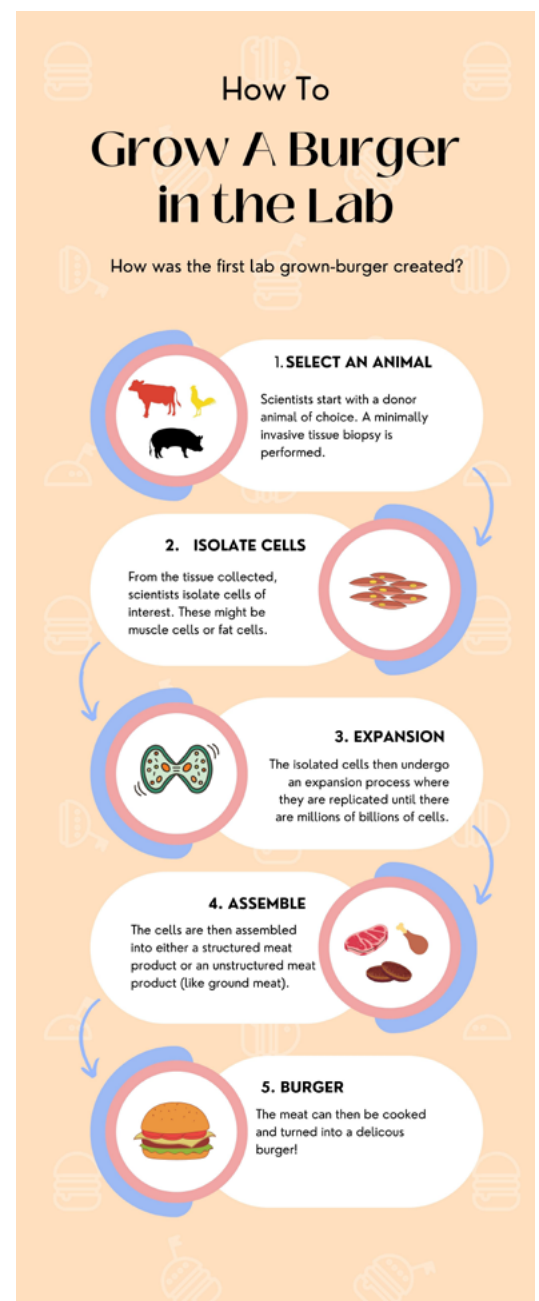 How To
Grow A Burger
in the Lab
How was the first lab grown-burger created?
1. SELECT AN ANIMAL
Scientists start with a donor
animal of choice. A minimally
invasive tissue biopsy is
performed.
2. ISOLATE CELLS
From the tissue collected,
scientists isolate cells of
interest. These might be
muscle cells or fat cells.
3. EXPANSION
The isolated cells then undergo
an expansion process where
they are replicated until there
are millions of billions of cells.
4. ASSEMBLE
The cells are then assembled
into either a structured meat
product or an unstructured meat
product (like ground meat).
5. BURGER
The meat can then be cooked
and turned into a delicous
burger!